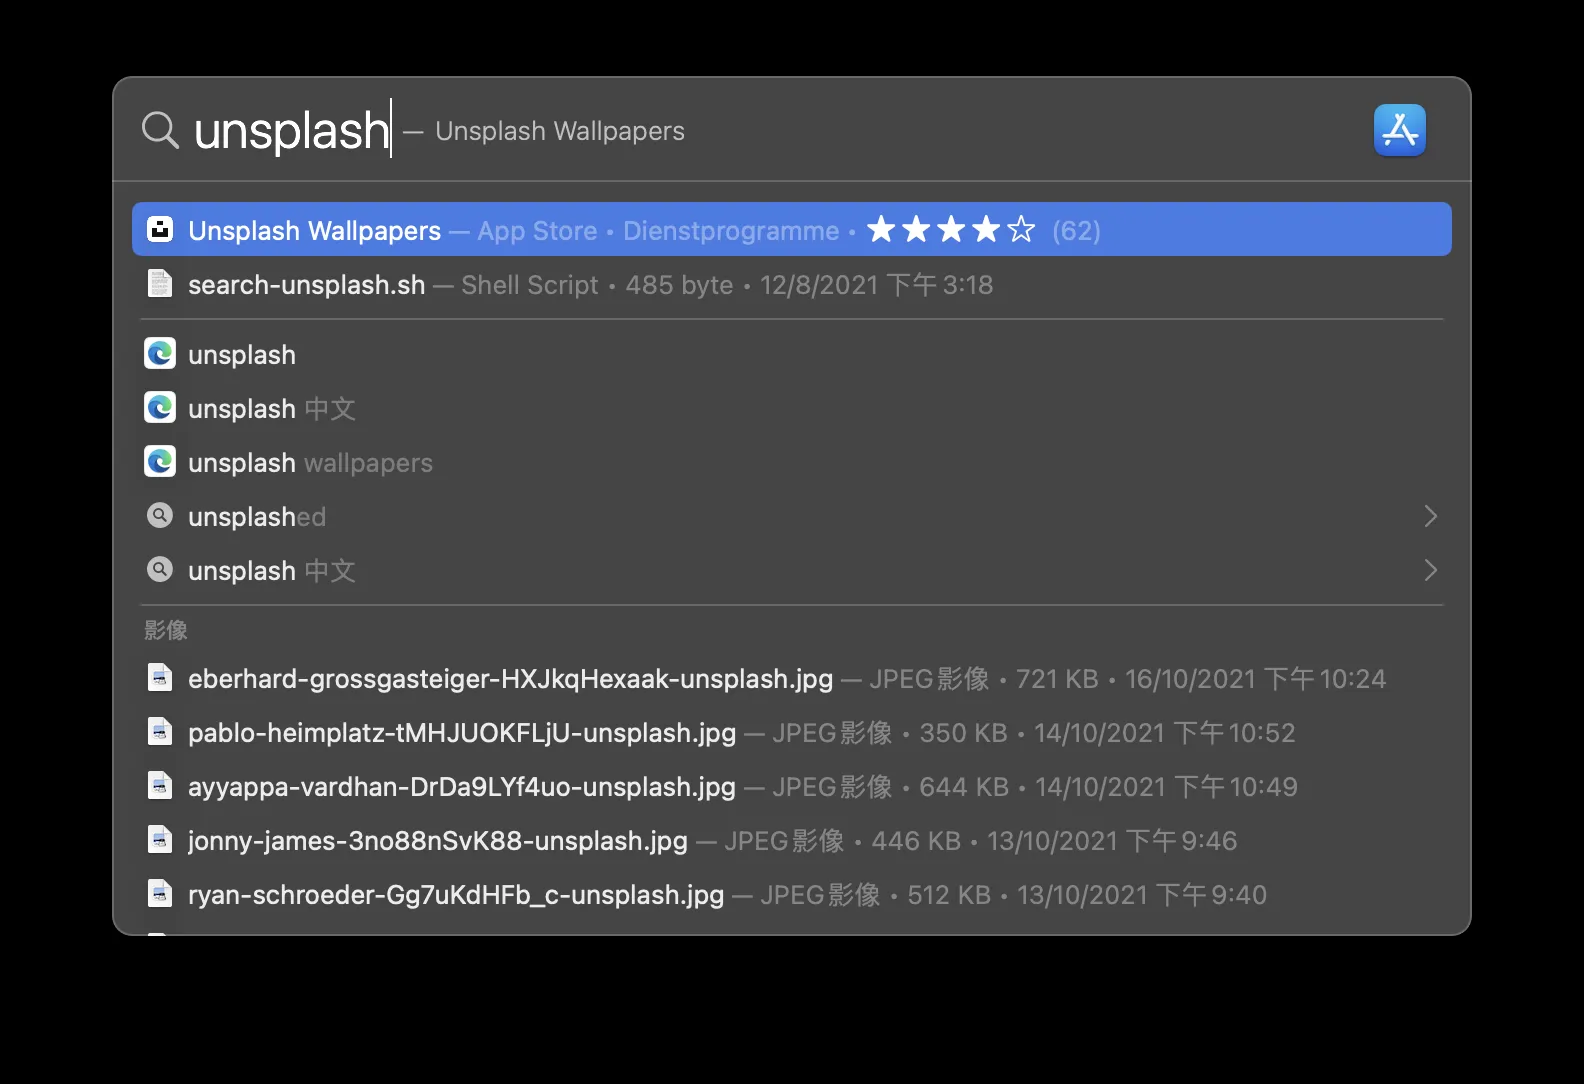 unsplash — Unsplash Wallpapers
Unsplash Wallpapers — App Store • Dienstprogramme • ★★★★☆ (62)
search-unsplash.sh — Shell Script • 485 byte • 12/8/2021 下午3:18
unsplash
unsplash 中文
unsplash wallpapers
unsplashed
unsplash 中文
影像
eberhard-grossgasteiger-HXJkqHexaak-unsplash.jpg — JPEG影像 • 721 KB • 16/10/2021 下午10:24
pablo-heimplatz-tMHJUOKFLjU-unsplash.jpg — JPEG影像 • 350 KB • 14/10/2021 下午10:52
ayyappa-vardhan-DrDa9LYf4uo-unsplash.jpg — JPEG影像 • 644 KB • 14/10/2021 下午10:49
jonny-james-3no88nSvK88-unsplash.jpg — JPEG影像 • 446 KB • 13/10/2021 下午9:46
ryan-schroeder-Gg7uKdHFb_c-unsplash.jpg — JPEG影像 • 512 KB • 13/10/2021 下午9:40